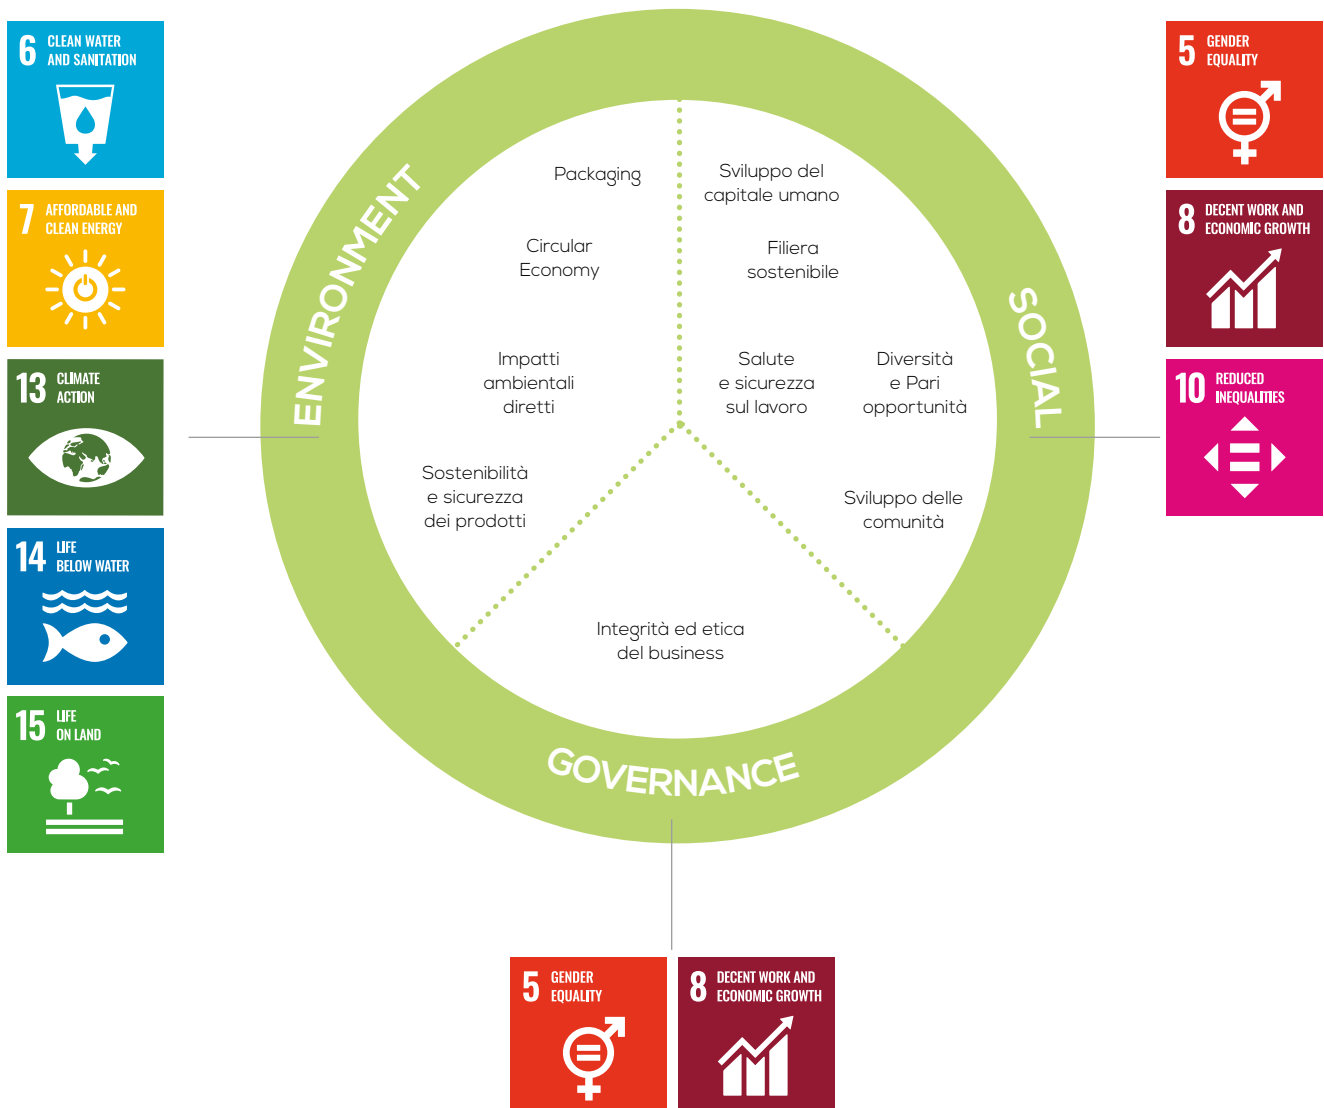 6 CLEAN WATER
AND SANITATION
7 AFFORDABLE AND
CLEAN ENERGY
13 CLIMATE
ACTION
14 LIFE
BELOW WATER
15 LIFE
ON LAND
ENVIRONMENT
Packaging
Circular
Economy
Impatti
ambientali
diretti
Sostenibilità
e sicurezza
dei prodotti
Sviluppo del
capitale umano
Filiera
sostenibile
Salute
e sicurezza
sul lavoro
Diversità
e Pari
opportunità
Sviluppo delle
comunità
SOCIAL
Integrità ed etica
del business
GOVERNANCE
5 GENDER
EQUALITY
8 DECENT WORK AND
ECONOMIC GROWTH
10 REDUCED
INEQUALITIES
5 GENDER
EQUALITY
8 DECENT WORK AND
ECONOMIC GROWTH